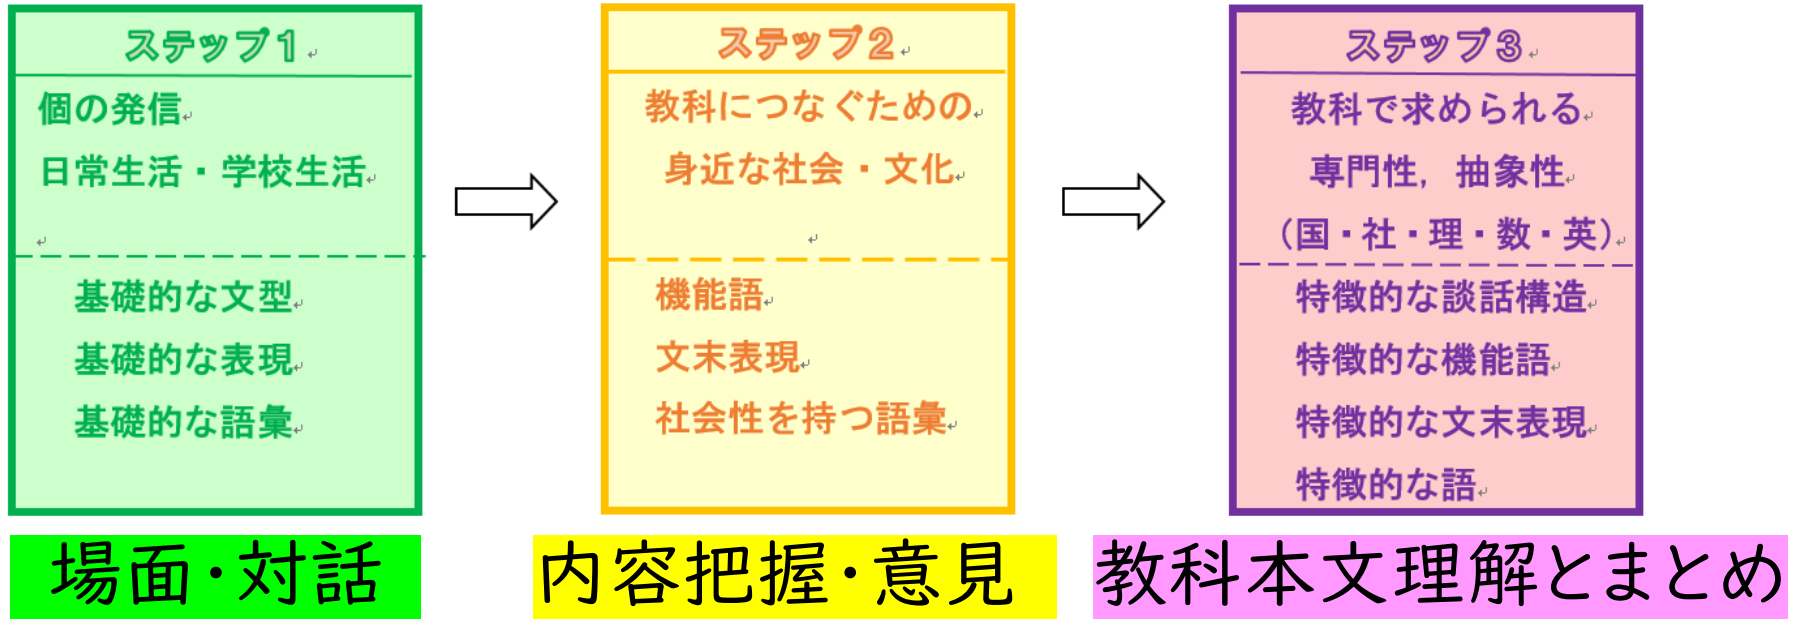 ステップ１
個の発信
日常生活・学校生活
基礎的な文型
基礎的な表現
基礎的な語彙
場面・対話
ステップ２
教科につなぐための
身近な社会・文化
機能語
文末表現
社会性を持つ語彙
内容把握・意見
ステップ３
教科で求められる
専門性，抽象性
（国・社・理・数・英）
特徴的な談話構造
特徴的な機能語
特徴的な文末表現
特徴的な語
教科本文理解とまとめ